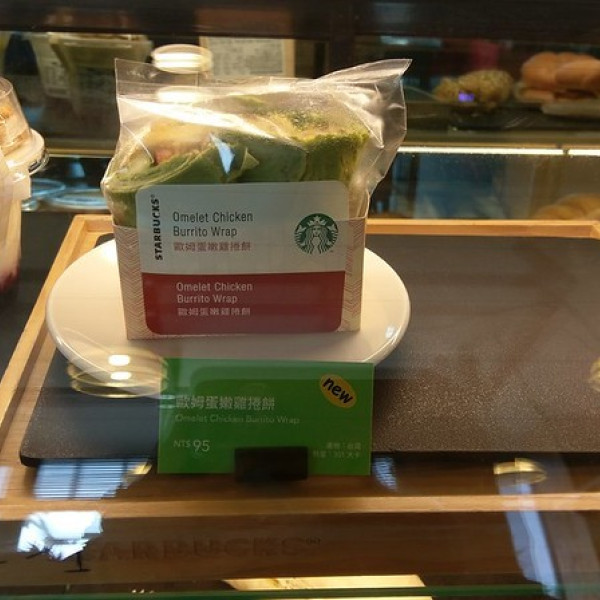 STARBUCKS®
Omelet Chicken
Burrito Wrap
歐姆蛋嫩雞捲餅
Omelet Chicken
Burrito Wrap
歐姆蛋嫩雞捲餅
new
歐姆蛋嫩雞捲餅
Omelet Chicken Burrito Wrap
NT$ 95
STARBUCKS